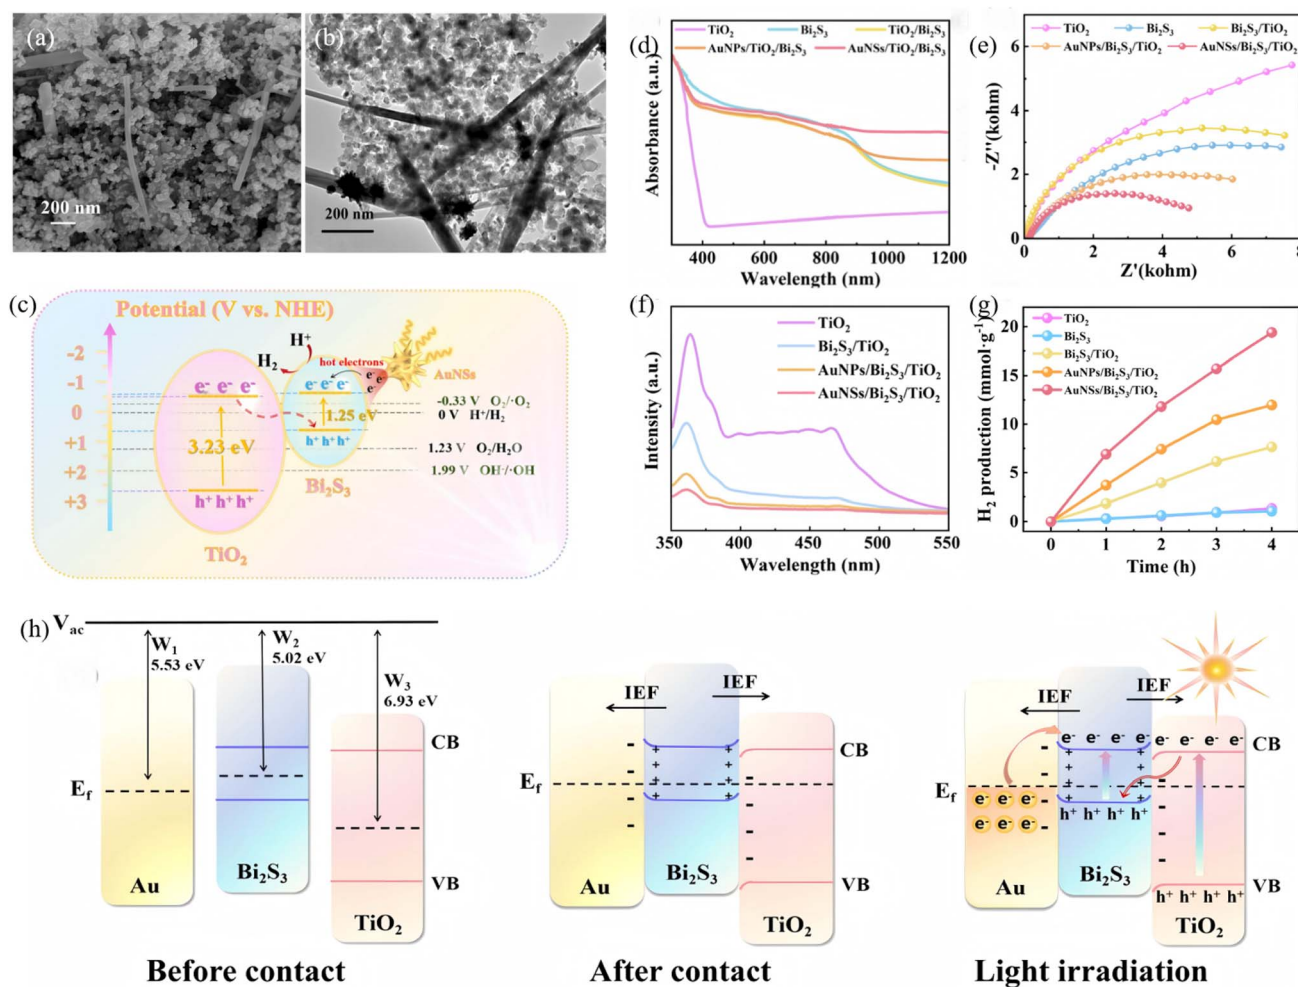 (a)
200 nm
(b)
200 nm
(c)
Potential (V vs. NHE)
-2
-1
0
+1
+2
+3
H⁺
H₂
hot electrons
AuNSs
e⁻ e⁻ e⁻
e⁻ e⁻ e⁻
e⁻
e⁻
e⁻
-0.33 V O₂/·O₂
0 V H⁺/H₂
1.25 eV
3.23 eV
h⁺ h⁺ h⁺
1.23 V O₂/H₂O
1.99 V OH⁻/·OH
h⁺ h⁺ h⁺
Bi₂S₃
TiO₂
(d)
TiO₂ Bi₂S₃ TiO₂/Bi₂S₃
AuNPs/TiO₂/Bi₂S₃ AuNSs/TiO₂/Bi₂S₃
Absorbance (a.u.)
400 600 800 1000 1200
Wavelength (nm)
(e)
TiO₂ Bi₂S₃ Bi₂S₃/TiO₂
AuNPs/Bi₂S₃/TiO₂ AuNSs/Bi₂S₃/TiO₂
-Z''(kohm)
6
4
2
0
0 2 4 6 8
Z'(kohm)
(f)
TiO₂
Bi₂S₃/TiO₂
AuNPs/Bi₂S₃/TiO₂
AuNSs/Bi₂S₃/TiO₂
Intensity (a.u.)
350 400 450 500 550
Wavelength (nm)
(g)
TiO₂
Bi₂S₃
Bi₂S₃/TiO₂
AuNPs/Bi₂S₃/TiO₂
AuNSs/Bi₂S₃/TiO₂
H₂ production (mmol·g⁻¹)
20
15
10
5
0
0 1 2 3 4
Time (h)
(h)
Vac
W₁
5.53 eV
W₂
5.02 eV
W₃
6.93 eV
CB
E_f
VB
Au
Bi₂S₃
TiO₂
Before contact
IEF
IEF
- + + -
CB
E_f
VB
Au
Bi₂S₃
TiO₂
After contact
IEF
IEF
e⁻ e⁻ e⁻ e⁻
e⁻ e⁻ e⁻ e⁻
CB
E_f
e⁻ e⁻ e⁻
e⁻ e⁻ e⁻
h⁺ h⁺ h⁺ h⁺
VB
h⁺ h⁺ h⁺ h⁺
Au
Bi₂S₃
TiO₂
Light irradiation